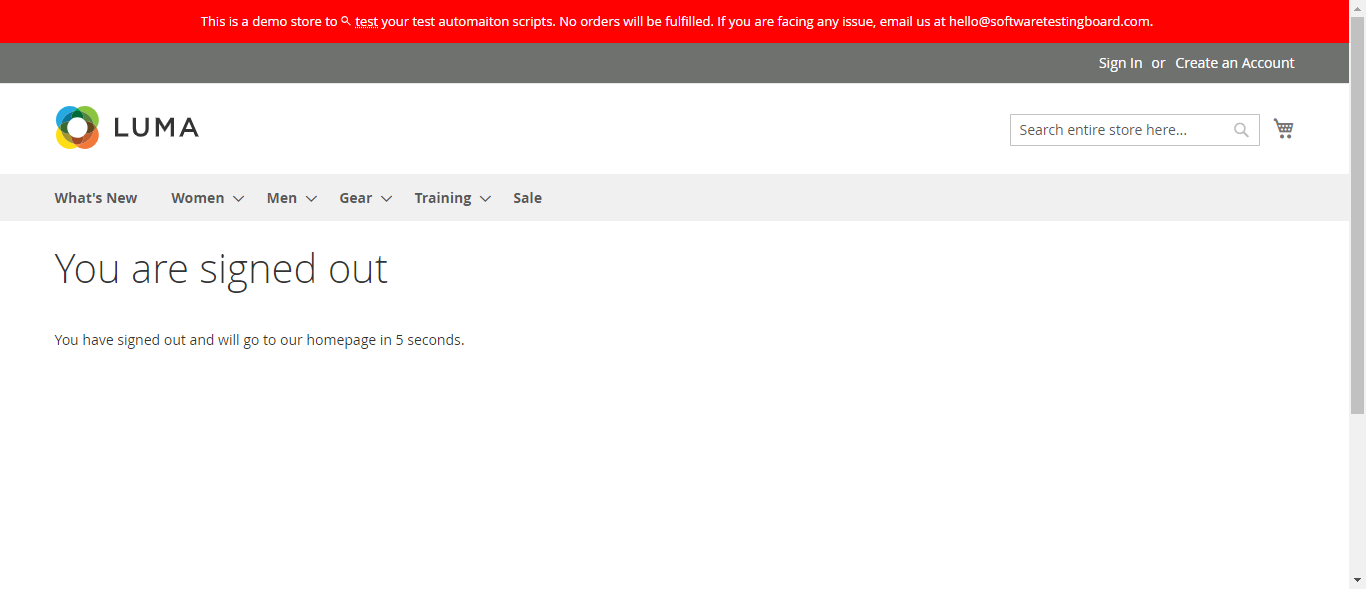 This is a demo store to test your test automaiton scripts. No orders will be fulfilled. If you are facing any issue, email us at hello@softwaretestingboard.com.
Sign In or Create an Account
LUMA
Search entire store here...
What's New Women Men Gear Training Sale
You are signed out
You have signed out and will go to our homepage in 5 seconds.